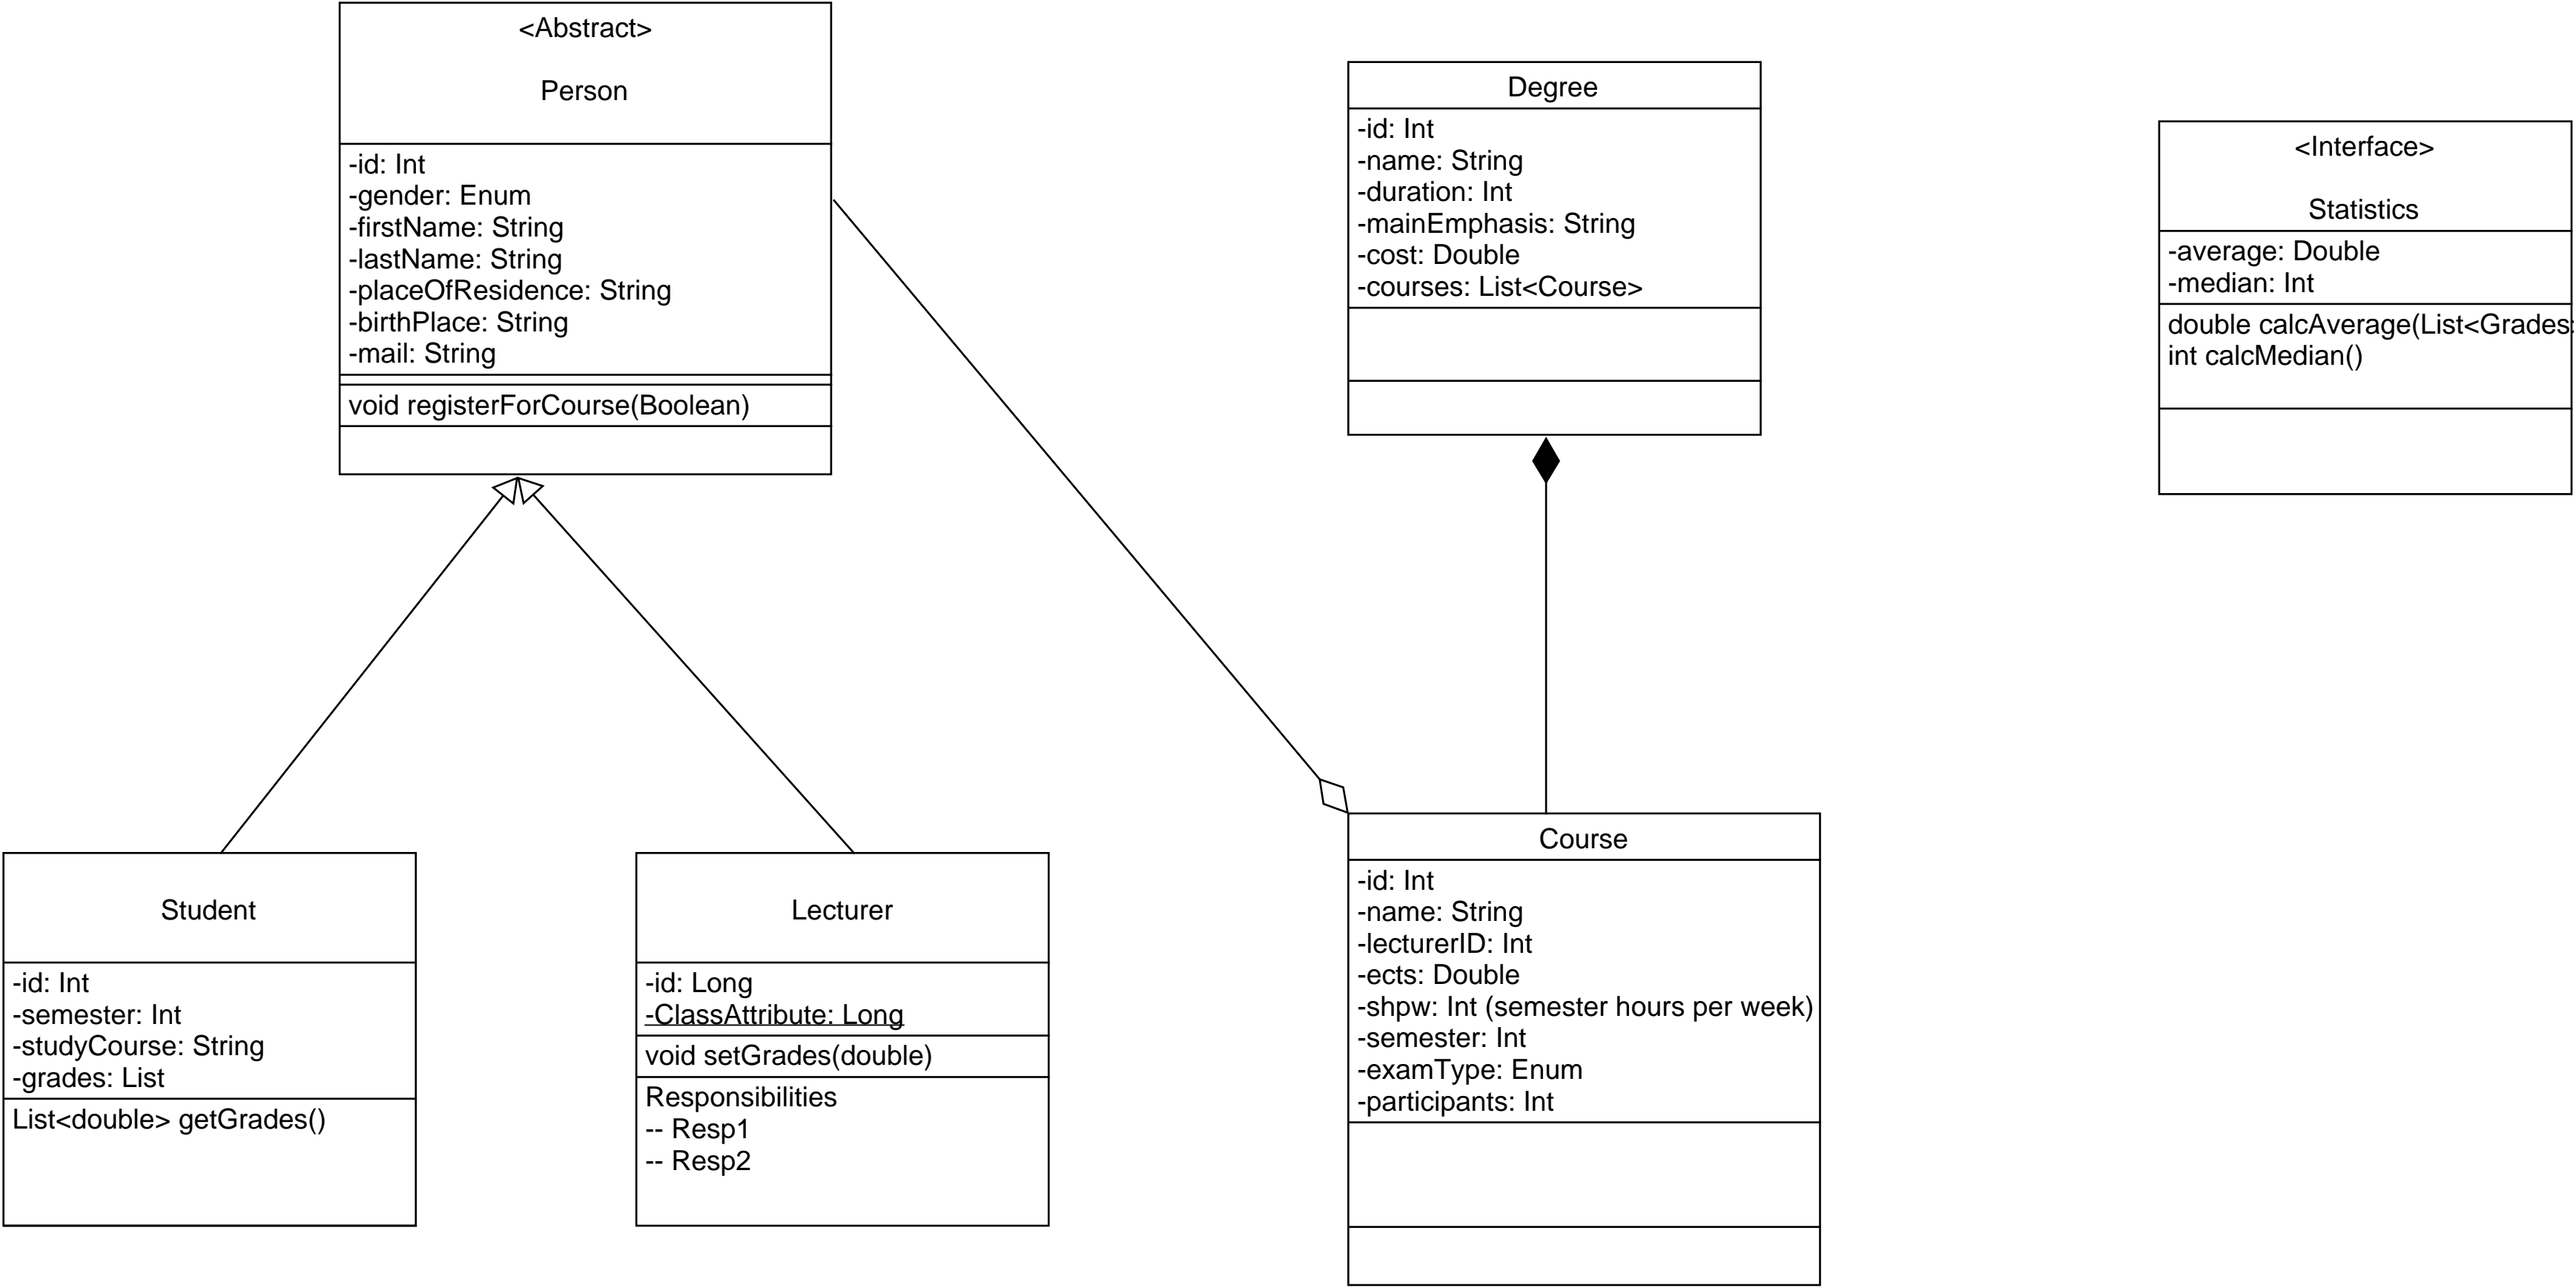 <Abstract>
Person
-id: Int
-gender: Enum
-firstName: String
-lastName: String
-placeOfResidence: String
-birthPlace: String
-mail: String
void registerForCourse(Boolean)
Degree
-id: Int
-name: String
-duration: Int
-mainEmphasis: String
-cost: Double
-courses: List<Course>
<Interface>
Statistics
-average: Double
-median: Int
double calcAverage(List<Grades
int calcMedian()
Student
-id: Int
-semester: Int
-studyCourse: String
-grades: List
List<double> getGrades()
Lecturer
-id: Long
-ClassAttribute: Long
void setGrades(double)
Responsibilities
-- Resp1
-- Resp2
Course
-id: Int
-name: String
-lecturerID: Int
-ects: Double
-shpw: Int (semester hours per week)
-semester: Int
-examType: Enum
-participants: Int